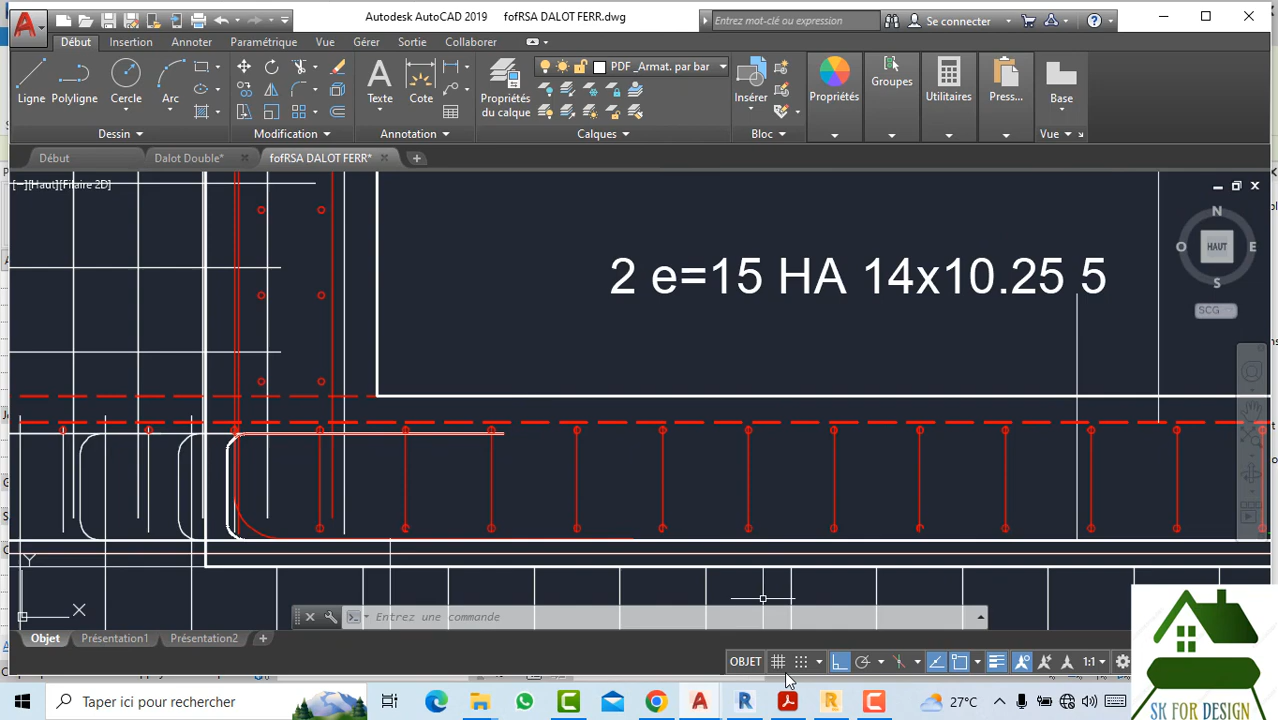 Autodesk AutoCAD 2019 fofRSA DALOT FERR.dwg
Entrez mot-clé ou expression
Se connecter
Début Insertion Annoter Paramétrique Vue Gérer Sortie Collaborer
PDF _Armat. par bar
Ligne Polyligne Cercle Arc Texte Cote Propriétés du calque Insérer Propriétés Groupes Utilitaires Press... Base
Dessin Modification Annotation Calques Bloc Vue
Début Dalot Double* fofRSA DALOT FERR*
[−][Haut][Filaire 2D]
N
O HAUT E
S
SCG
2 e=15 HA 14x10.25 5
Y
X
Entrez une commande
Objet Présentation1 Présentation2
OBJET 1:1
Taper ici pour rechercher
27°C
SK FOR DESIGN